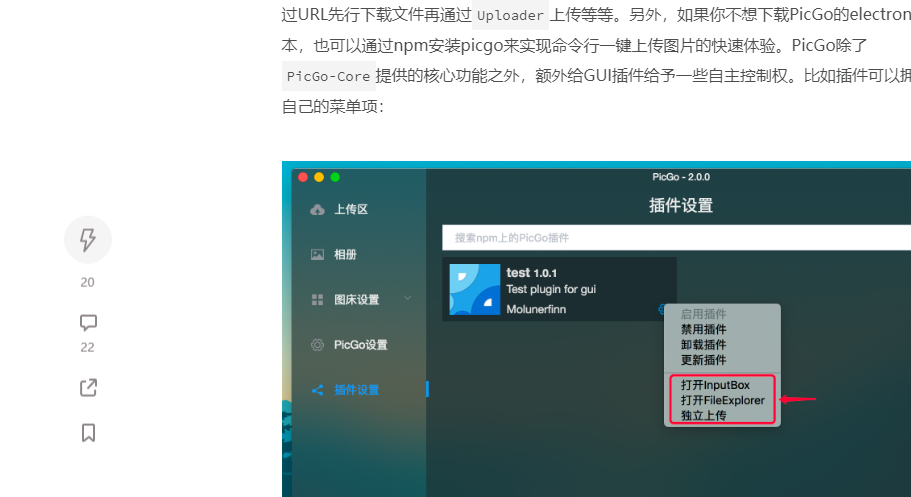 过URL先行下载文件再通过 Uploader 上传等等。另外，如果你不想下载PicGo的electron
本，也可以通过npm安装picgo来实现命令行一键上传图片的快速体验。PicGo除了
PicGo-Core 提供的核心功能之外，额外给GUI插件给予一些自主控制权。比如插件可以拥
自己的菜单项：
PicGo - 2.0.0
上传区
插件设置
搜索npm上的PicGo插件
相册
test 1.0.1
Test plugin for gui
Molunerfinn
图床设置
PicGo设置
插件设置
启用插件
禁用插件
卸载插件
更新插件
打开InputBox
打开FileExplorer
独立上传
20
22